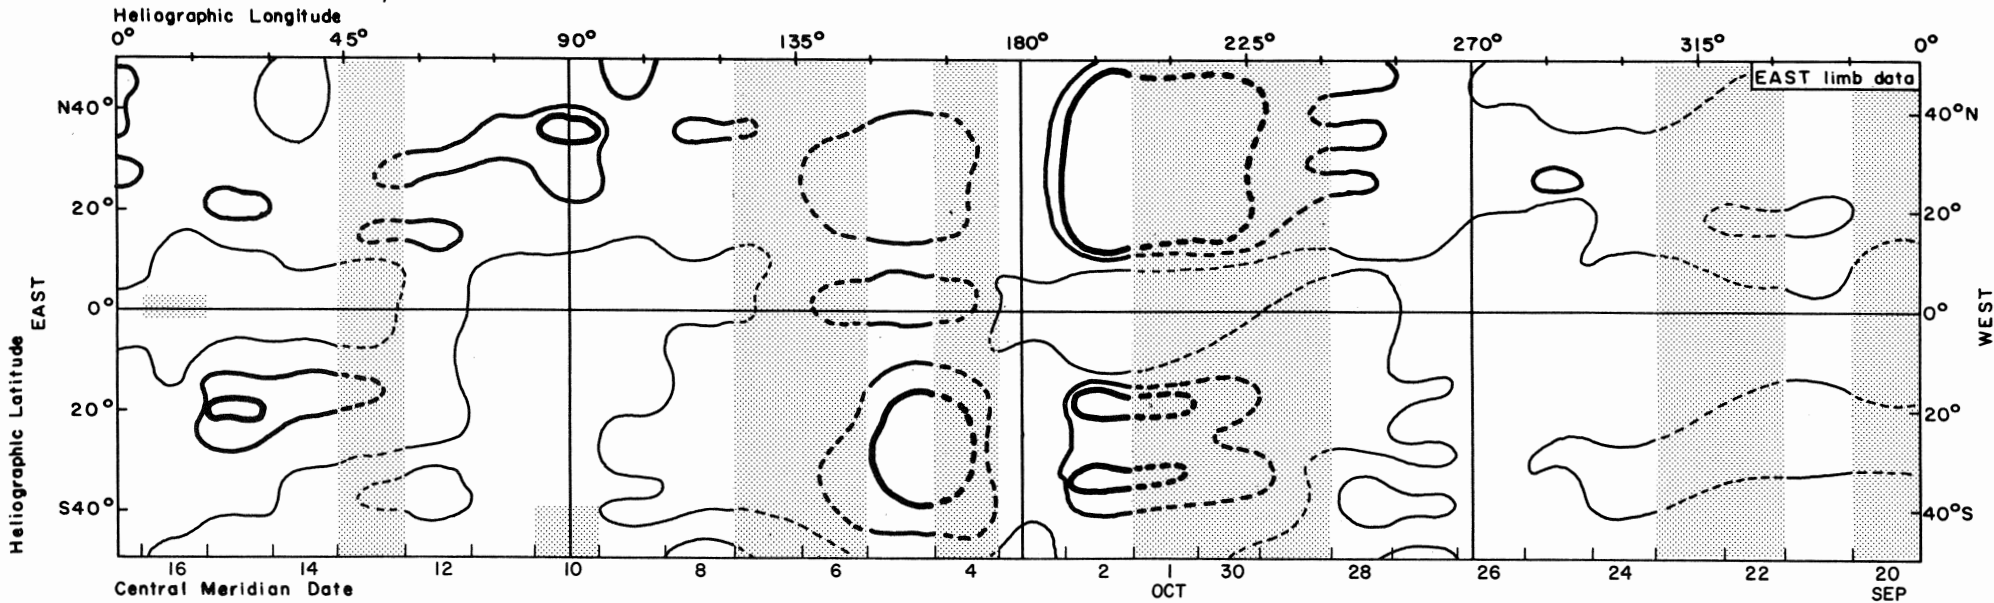 Heliographic Longitude
0° 45° 90° 135° 180° 225° 270° 315° 0°
EAST limb data
N40° 40°N
20° 20°
EAST 0° 0° WEST
Heliographic Latitude
20° 20°
S40° 40°S
16 14 12 10 8 6 4 2 1 30 28 26 24 22 20
Central Meridian Date OCT SEP